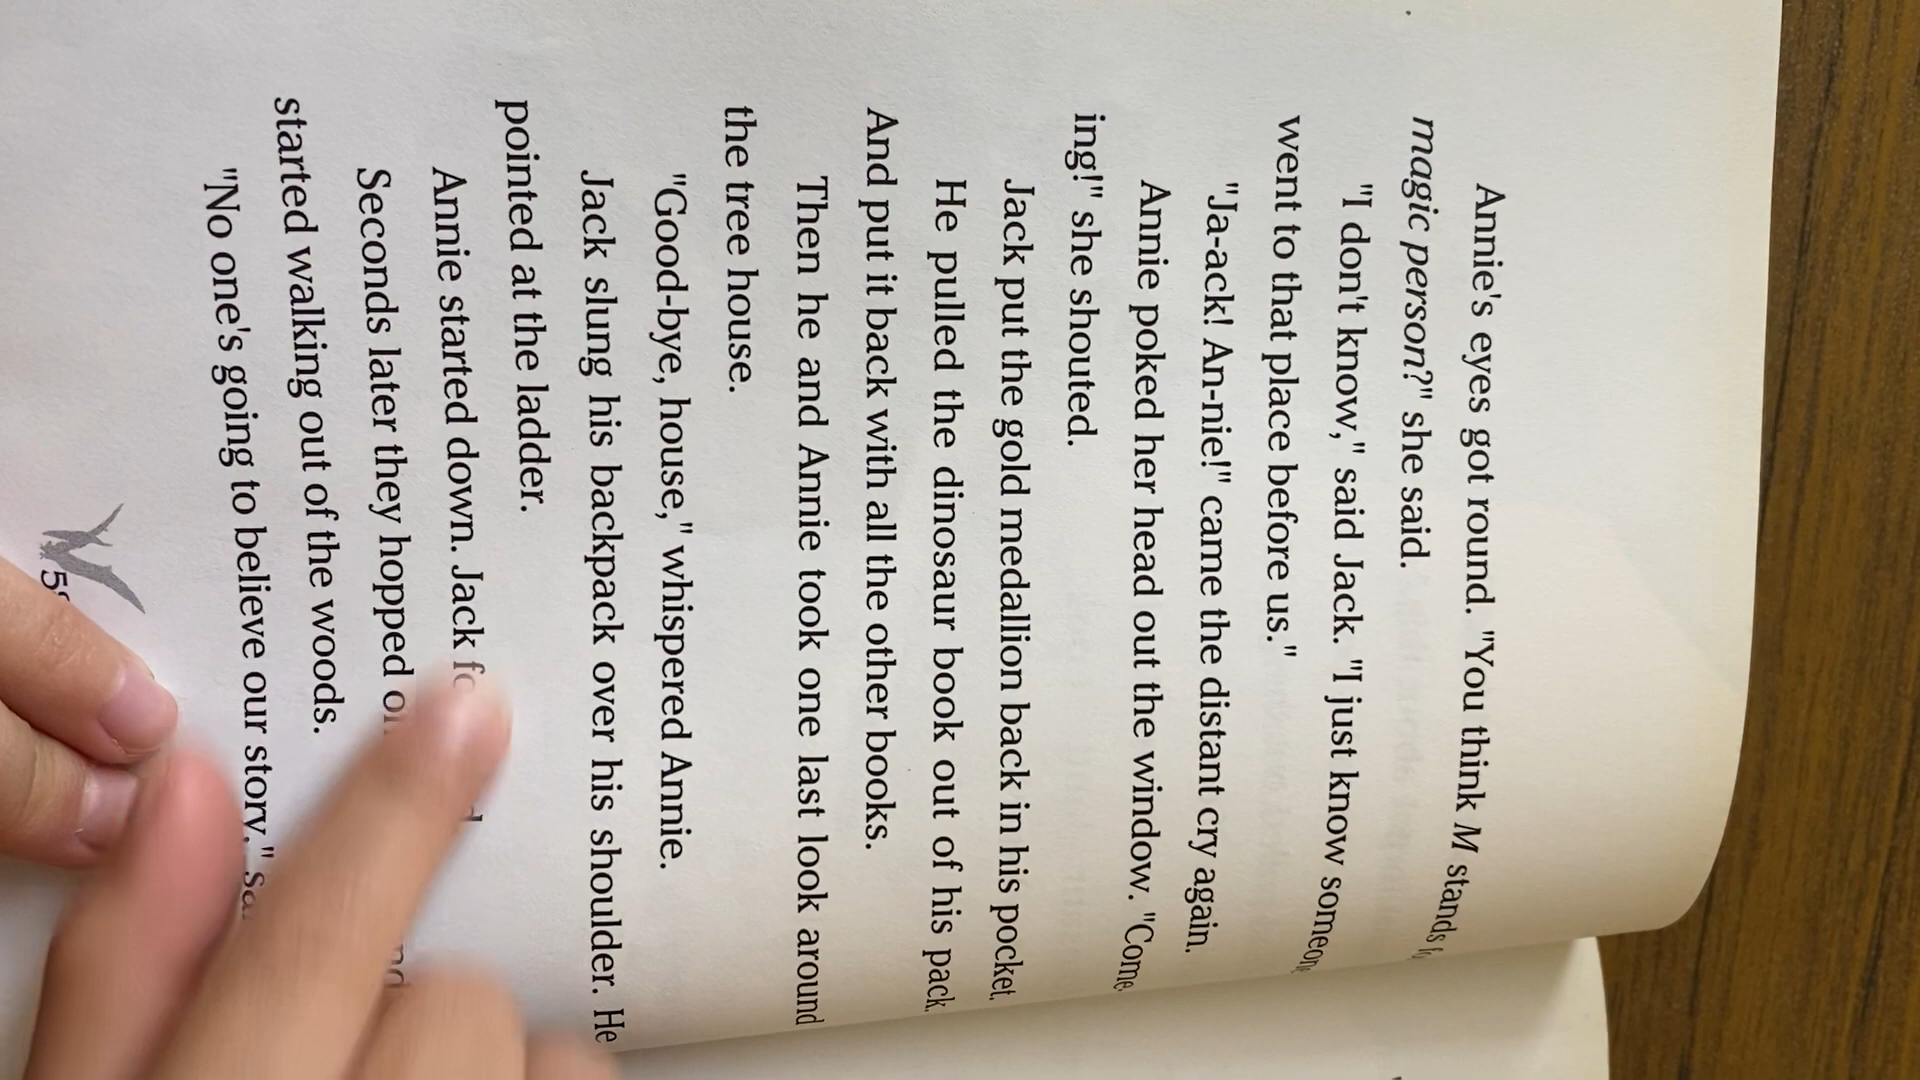 Annie's eyes got round. "You think M stands
magic person?" she said.
"I don't know," said Jack. "I just know someone
went to that place before us."
"Ja-ack! An-nie!" came the distant cry again.
Annie poked her head out the window. "Com-
ing!" she shouted.
Jack put the gold medallion back in his pocket.
He pulled the dinosaur book out of his pack.
And put it back with all the other books.
Then he and Annie took one last look around
the tree house.
"Good-bye, house," whispered Annie.
Jack slung his backpack over his shoulder. He
pointed at the ladder.
Annie started down. Jack
Seconds later they hopped
started walking out of the woods.
"No one's going to believe our story,"